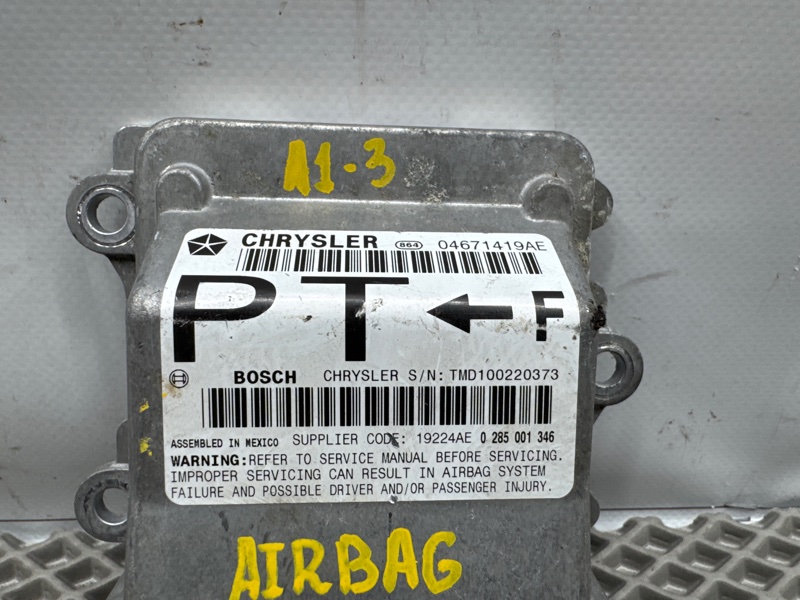 A1-3
CHRYSLER 864 04671419AE
PT F
BOSCH CHRYSLER S/N: TMD100220373
ASSEMBLED IN MEXICO SUPPLIER CODE: 19224AE 0 285 001 346
WARNING: REFER TO SERVICE MANUAL BEFORE SERVICING.
IMPROPER SERVICING CAN RESULT IN AIRBAG SYSTEM
FAILURE AND POSSIBLE DRIVER AND/OR PASSENGER INJURY.
AIRBAG